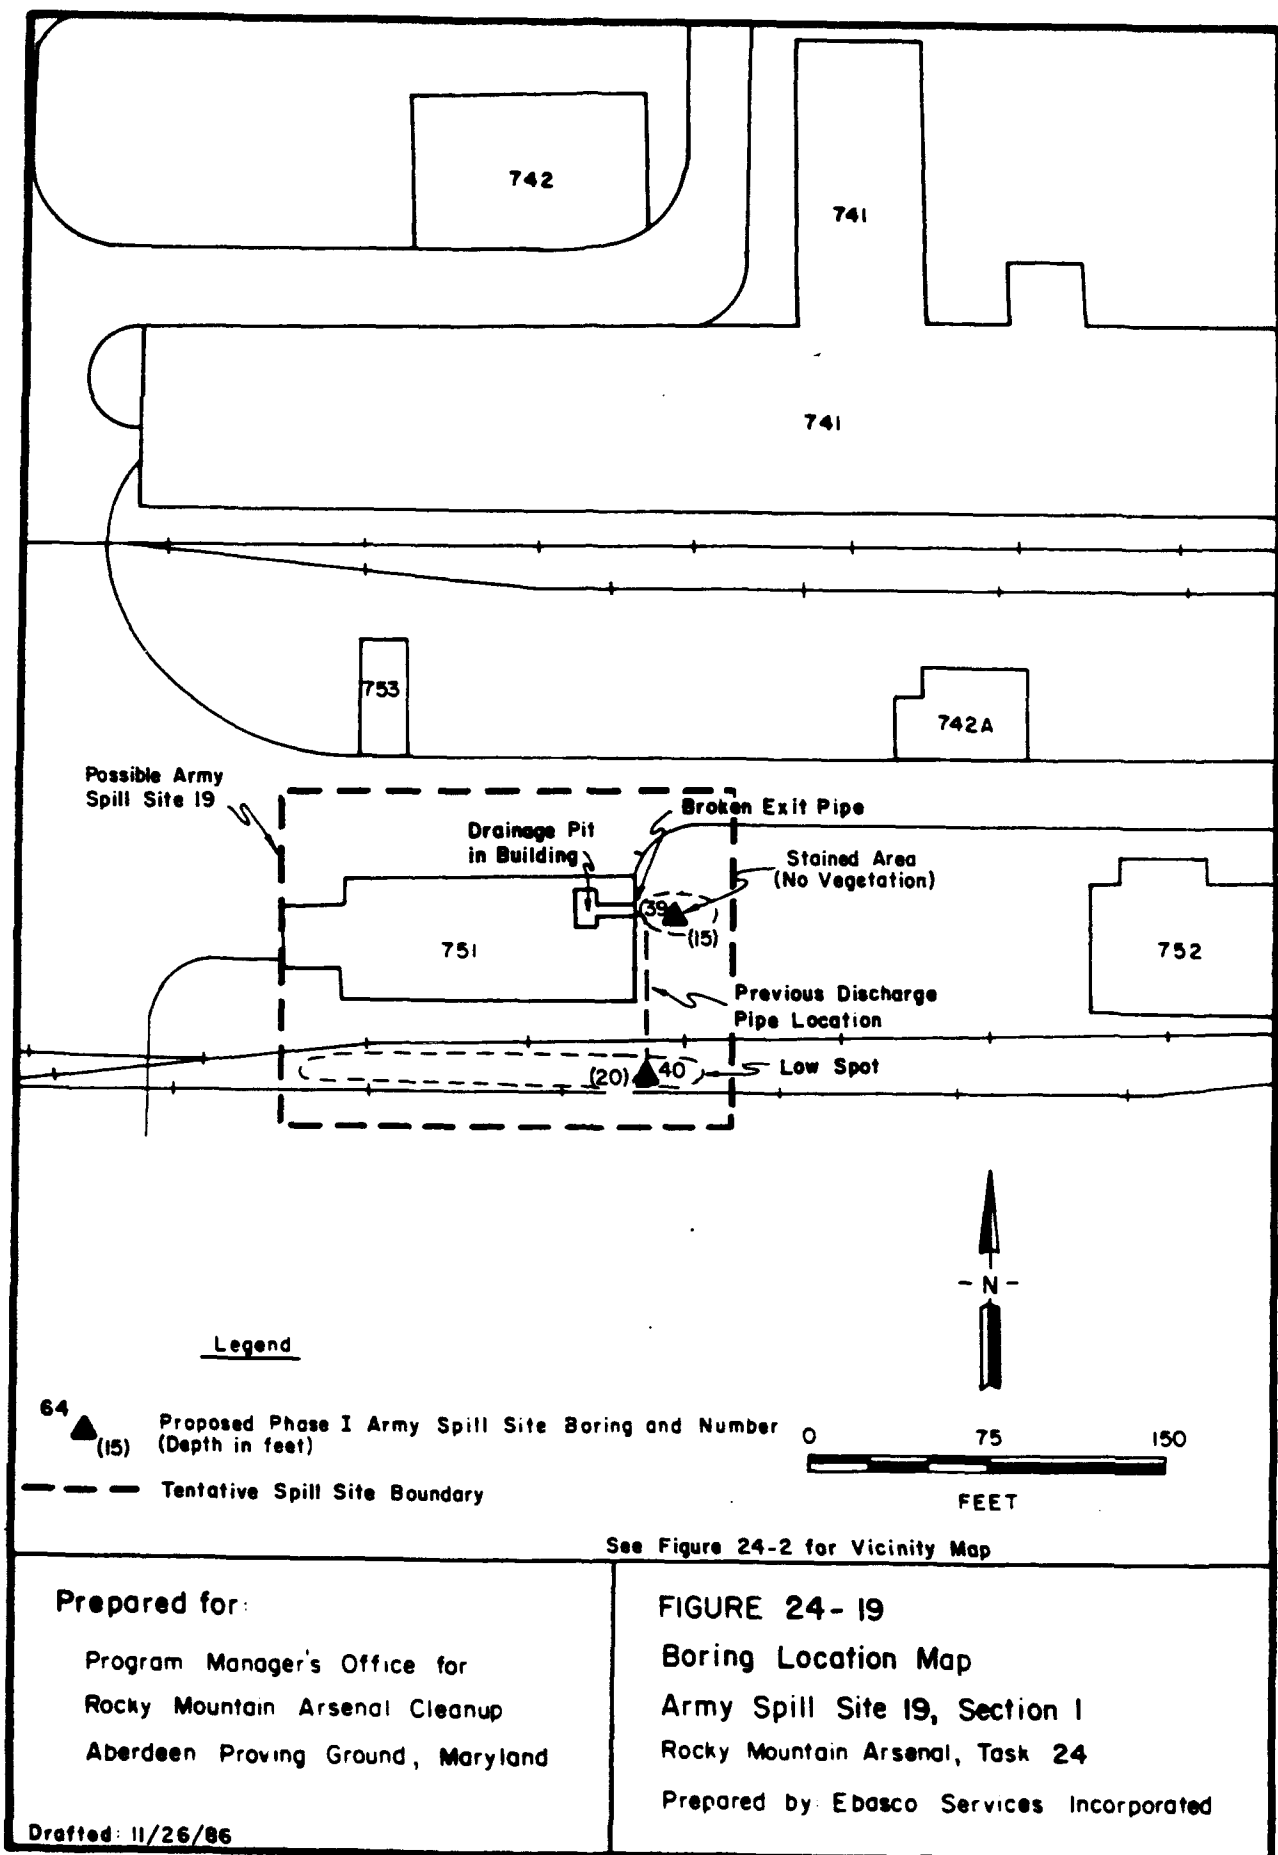 742
741
741
753
742A
Possible Army
Spill Site 19
Broken Exit Pipe
Drainage Pit
in Building
Stained Area
(No Vegetation)
39
(15)
751
752
Previous Discharge
Pipe Location
(20)
40
Low Spot
- N -
Legend
64
(15)
Proposed Phase I Army Spill Site Boring and Number
(Depth in feet)
0 75 150
FEET
Tentative Spill Site Boundary
See Figure 24-2 for Vicinity Map
Prepared for:
Program Manager's Office for
Rocky Mountain Arsenal Cleanup
Aberdeen Proving Ground, Maryland
Drafted: 11/26/86
FIGURE 24-19
Boring Location Map
Army Spill Site 19, Section 1
Rocky Mountain Arsenal, Task 24
Prepared by: Ebasco Services Incorporated